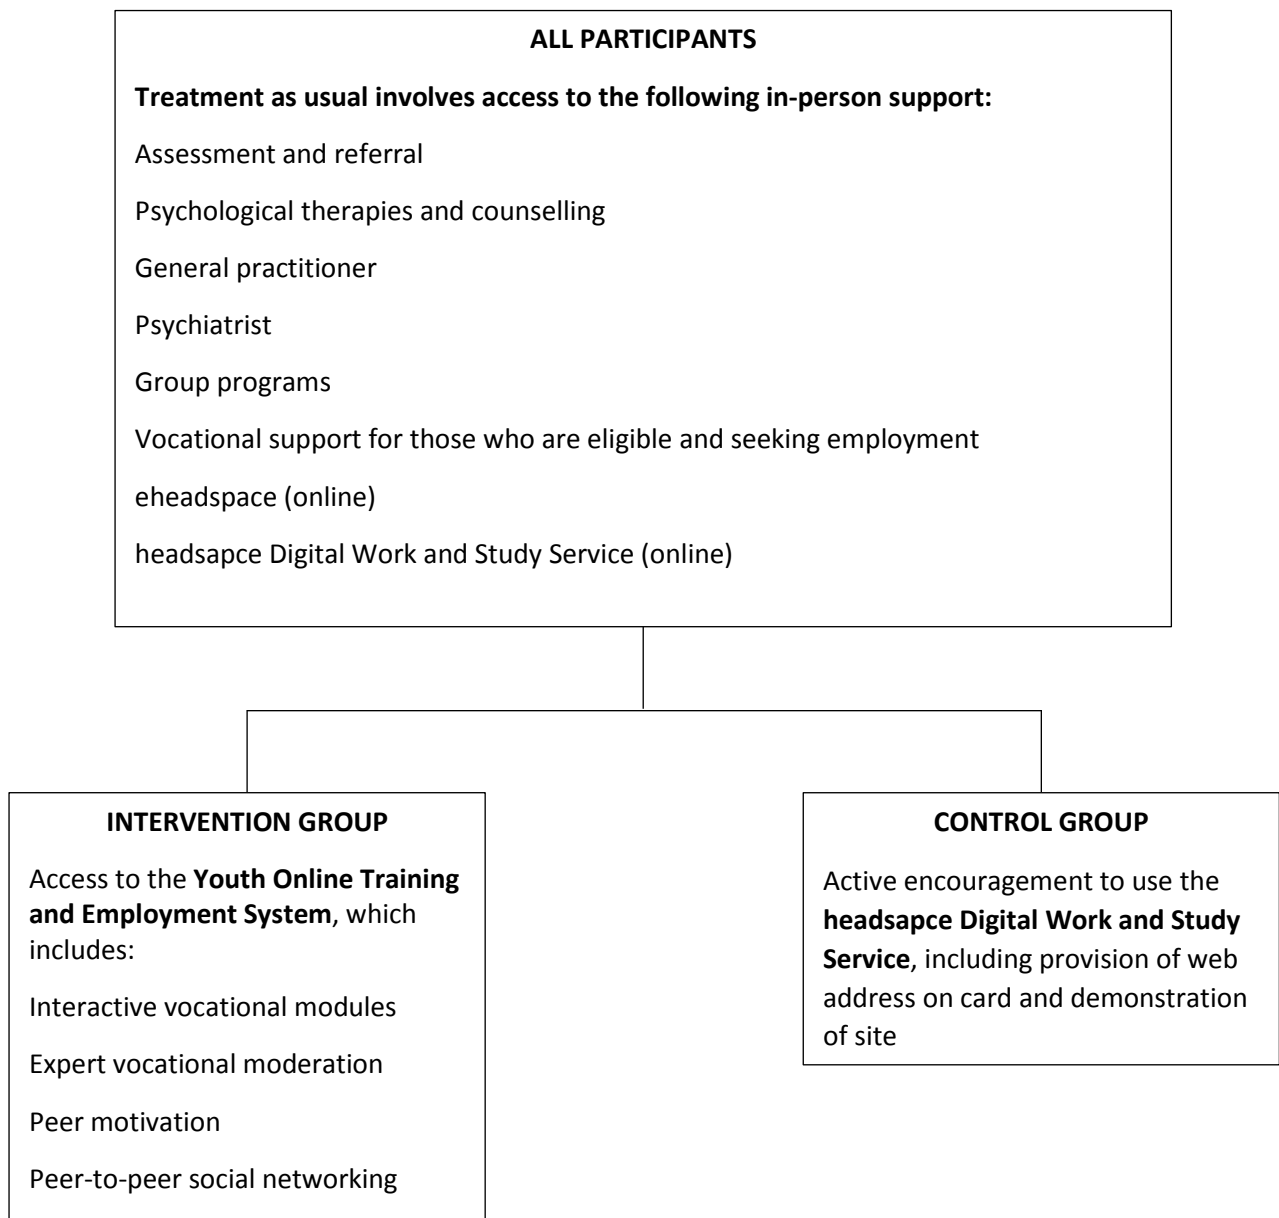 ALL PARTICIPANTS
Treatment as usual involves access to the following in-person support:
Assessment and referral
Psychological therapies and counselling
General practitioner
Psychiatrist
Group programs
Vocational support for those who are eligible and seeking employment
eheadspace (online)
headsapce Digital Work and Study Service (online)
INTERVENTION GROUP
Access to the Youth Online Training
and Employment System, which
includes:
Interactive vocational modules
Expert vocational moderation
Peer motivation
Peer-to-peer social networking
CONTROL GROUP
Active encouragement to use the
headsapce Digital Work and Study
Service, including provision of web
address on card and demonstration
of site